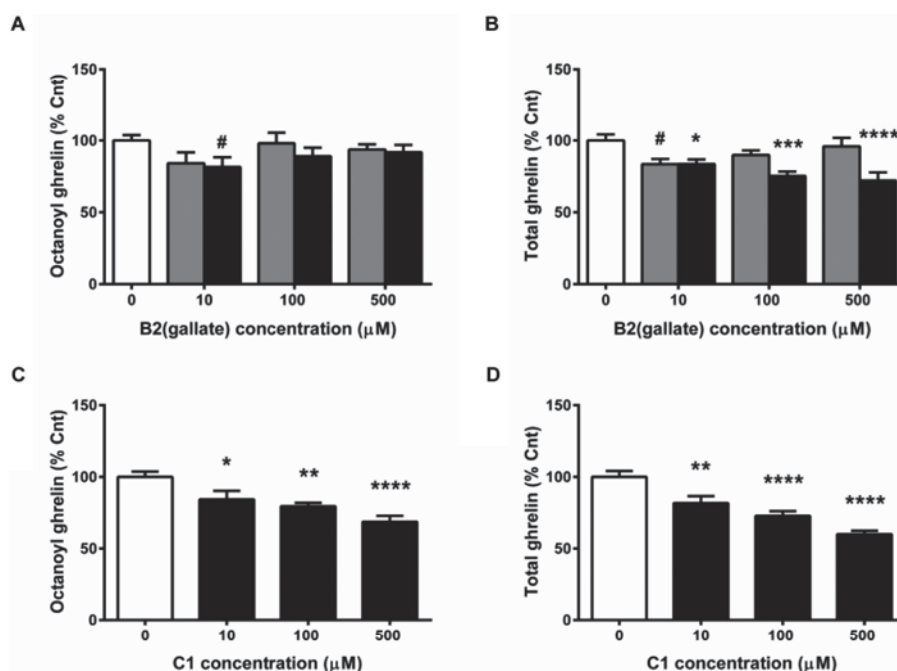 A
Octanoyl ghrelin (% Cnt)
150
100
50
0
#
0 10 100 500
B2(gallate) concentration (μM)
B
Total ghrelin (% Cnt)
150
100
50
0
# * *** ****
0 10 100 500
B2(gallate) concentration (μM)
C
Octanoyl ghrelin (% Cnt)
150
100
50
0
* ** ****
0 10 100 500
C1 concentration (μM)
D
Total ghrelin (% Cnt)
150
100
50
0
** **** ****
0 10 100 500
C1 concentration (μM)